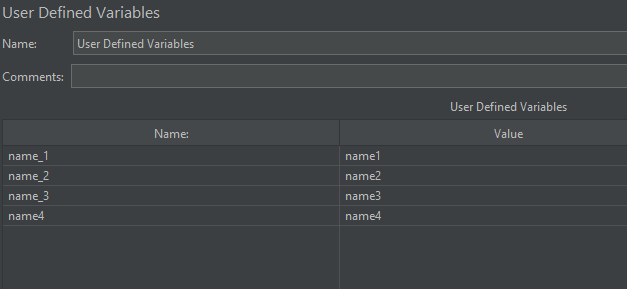 User Defined Variables
Name: User Defined Variables
Comments:
User Defined Variables
Name: Value
name_1 name1
name_2 name2
name_3 name3
name4 name4